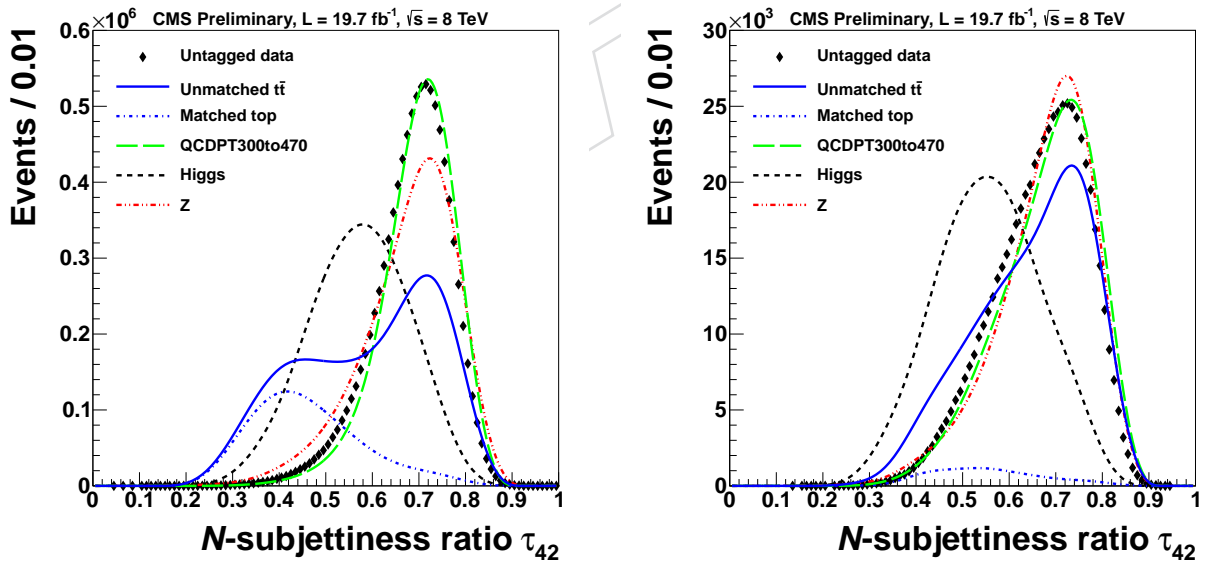 ×10⁶ CMS Preliminary, L = 19.7 fb⁻¹, √s = 8 TeV
Events / 0.01
0.6
0.5
0.4
0.3
0.2
0.1
0
Untagged data
Unmatched tt̄
Matched top
QCDPT300to470
Higgs
Z
0 0.1 0.2 0.3 0.4 0.5 0.6 0.7 0.8 0.9 1
N-subjettiness ratio τ₄₂
×10³ CMS Preliminary, L = 19.7 fb⁻¹, √s = 8 TeV
Events / 0.01
30
25
20
15
10
5
0
Untagged data
Unmatched tt̄
Matched top
QCDPT300to470
Higgs
Z
0 0.1 0.2 0.3 0.4 0.5 0.6 0.7 0.8 0.9 1
N-subjettiness ratio τ₄₂